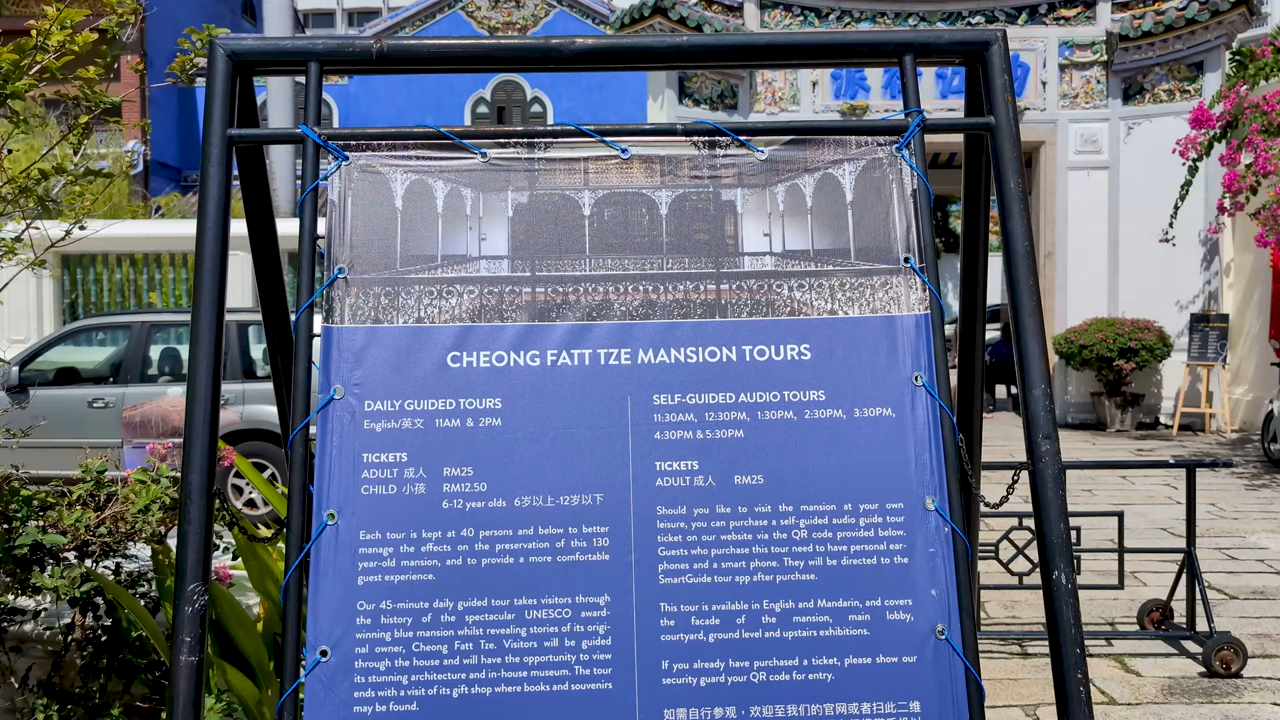 CHEONG FATT TZE MANSION TOURS
DAILY GUIDED TOURS
English/英文 11AM & 2PM
TICKETS
ADULT 成人 RM25
CHILD 小孩 RM12.50
6-12 year olds 6岁以上-12岁以下
Each tour is kept at 40 persons and below to better
manage the effects on the preservation of this 130
year-old mansion, and to provide a more comfortable
guest experience.
Our 45-minute daily guided tour takes visitors through
the history of the spectacular UNESCO award-
winning blue mansion whilst revealing stories of its origi-
nal owner, Cheong Fatt Tze. Visitors will be guided
through the house and will have the opportunity to view
its stunning architecture and in-house museum. The tour
ends with a visit of its gift shop where books and souvenirs
may be found.
SELF-GUIDED AUDIO TOURS
11:30AM, 12:30PM, 1:30PM, 2:30PM, 3:30PM,
4:30PM & 5:30PM
TICKETS
ADULT 成人 RM25
Should you like to visit the mansion at your own
leisure, you can purchase a self-guided audio guide tour
ticket on our website via the QR code provided below.
Guests who purchase this tour need to have personal ear-
phones and a smart phone. They will be directed to the
SmartGuide tour app after purchase.
This tour is available in English and Mandarin, and covers
the facade of the mansion, main lobby,
courtyard, ground level and upstairs exhibitions.
If you already have purchased a ticket, please show our
security guard your QR code for entry.
如需自行参观，欢迎至我们的官网或者扫此二维